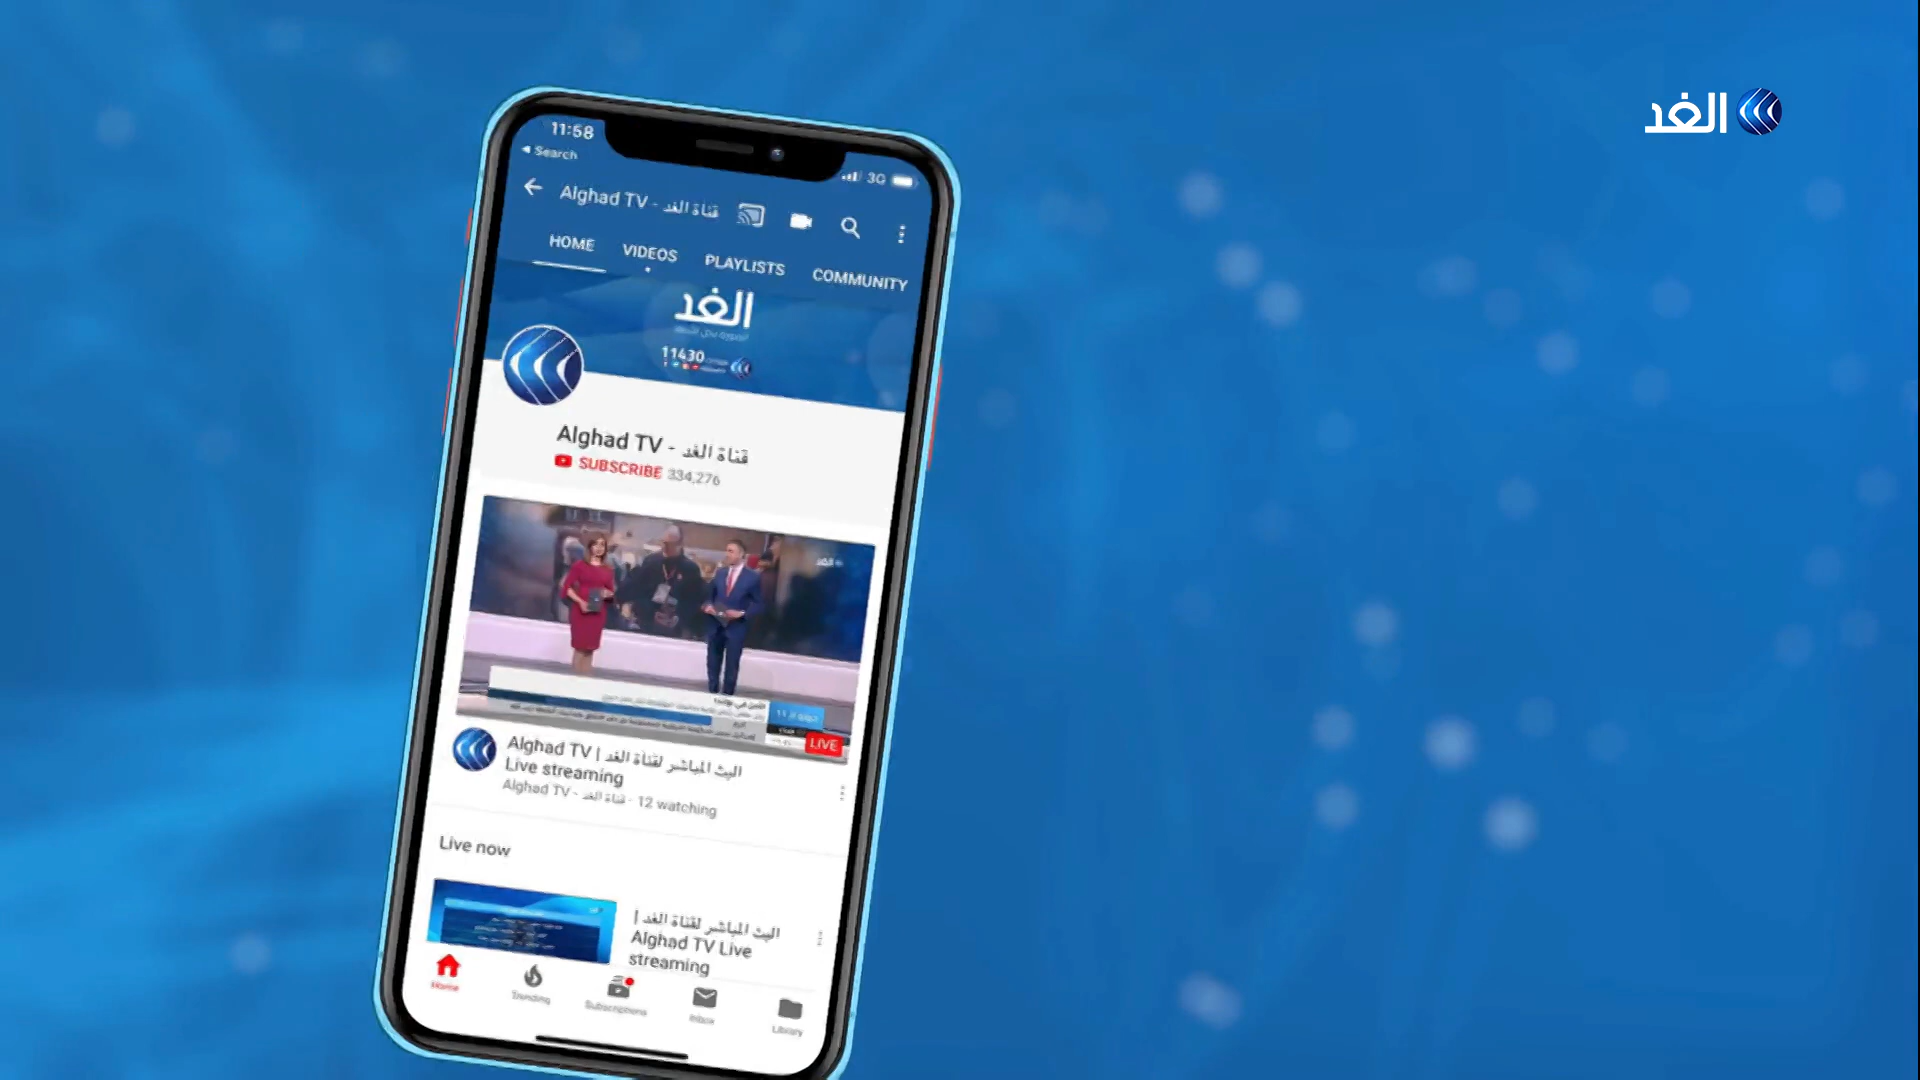 الغد
11:58
Search
3G
Alghad TV - قناة الغد
HOME
VIDEOS
PLAYLISTS
COMMUNITY
الغد
11430
Alghad TV - قناة الغد
SUBSCRIBE 334,276
الغد
LIVE
Alghad TV | البث المباشر لقناة الغد
Live streaming
Alghad TV - قناة الغد · 12 watching
Live now
البث المباشر لقناة الغد |
Alghad TV Live
streaming
Home
Trending
Subscriptions
Inbox
Library